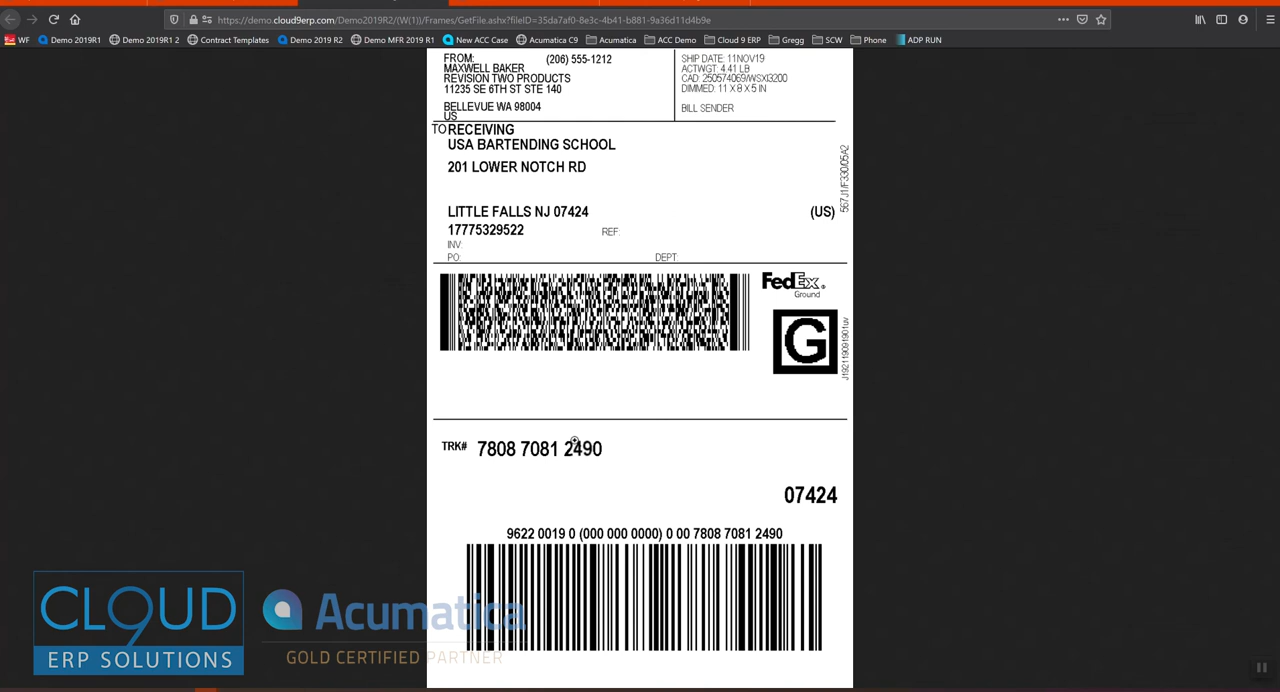 https://demo.cloud9erp.com/Demo2019R2/(W(1))/Frames/GetFile.ashx?fileID=35da7af0-8e3c-4b41-b881-9a36d11d4b9e
WF Demo 2019R1 Demo 2019R1 2 Contract Templates Demo 2019 R2 Demo MFR 2019 R1 New ACC Case Acumatica C9 Acumatica ACC Demo Cloud 9 ERP Gregg SCW Phone ADP RUN
FROM: (206) 555-1212
MAXWELL BAKER
REVISION TWO PRODUCTS
11235 SE 6TH ST STE 140
BELLEVUE WA 98004
US
SHIP DATE: 11NOV19
ACTWGT: 4.41 LB
CAD: 250574069/WSXI3200
DIMMED: 11 X 8 X 5 IN
BILL SENDER
TO RECEIVING
USA BARTENDING SCHOOL
201 LOWER NOTCH RD
LITTLE FALLS NJ 07424 (US)
17775329522 REF:
INV:
PO: DEPT:
567J1/F330/05A2
FedEx
Ground
G
J192119091901uv
TRK# 7808 7081 2490
07424
9622 0019 0 (000 000 0000) 0 00 7808 7081 2490
CLOUD 9
ERP SOLUTIONS
Acumatica
GOLD CERTIFIED PARTNER